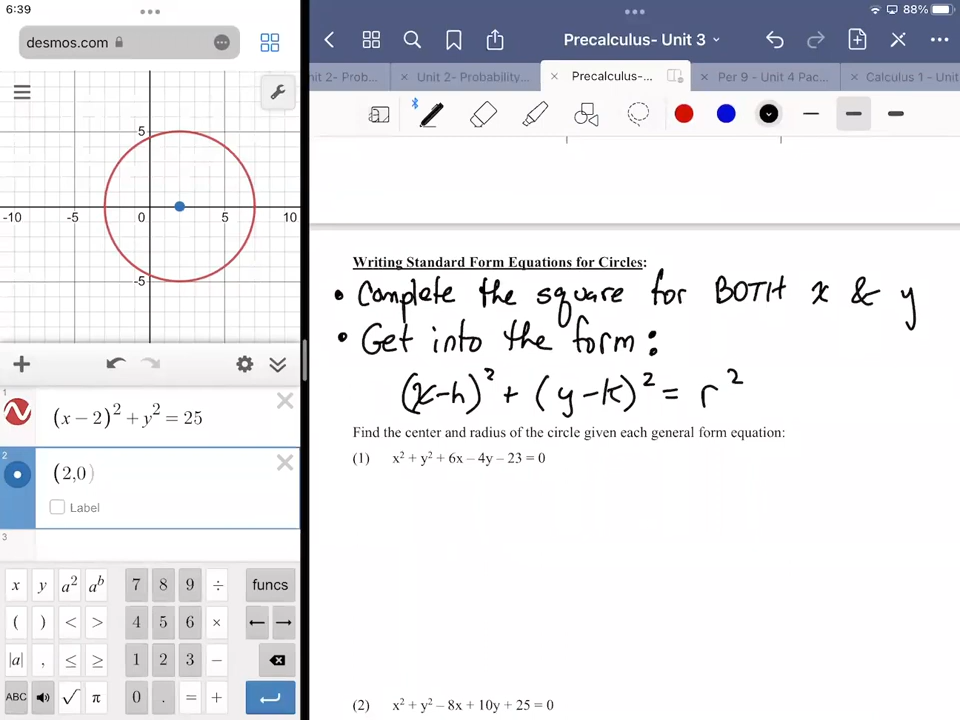 6:39
88%
desmos.com
Precalculus- Unit 3
nit 2- Prob...
Unit 2- Probability...
Precalculus-...
Per 9 - Unit 4 Pac...
Calculus 1 - Unit
5
-10
-5
0
5
10
-5
1
(x − 2)² + y² = 25
2
(2,0)
Label
3
x y a² aᵇ 7 8 9 ÷ funcs
( ) < > 4 5 6 × ← →
|a| , ≤ ≥ 1 2 3 −
ABC √ π 0 . = +
Writing Standard Form Equations for Circles:
• Complete the square for BOTH x & y
• Get into the form:
(x-h)² + (y-k)² = r²
Find the center and radius of the circle given each general form equation:
(1) x² + y² + 6x – 4y – 23 = 0
(2) x² + y² – 8x + 10y + 25 = 0